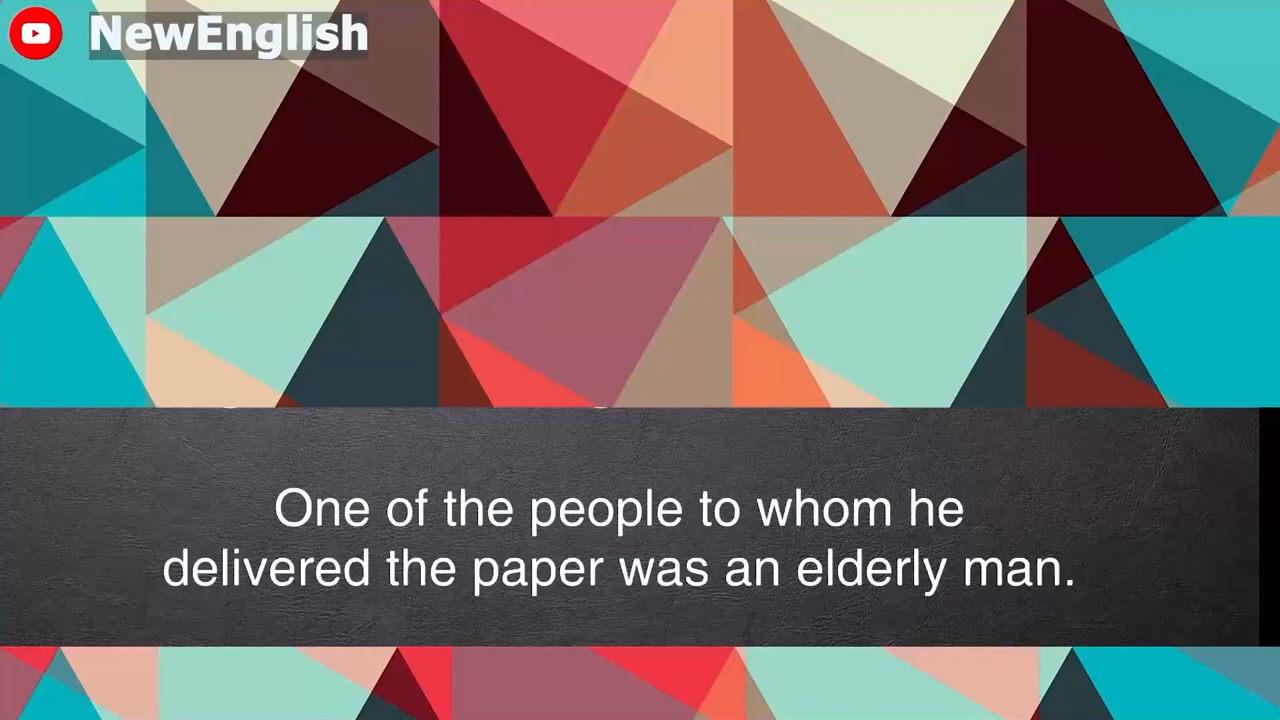 NewEnglish
One of the people to whom he
delivered the paper was an elderly man.